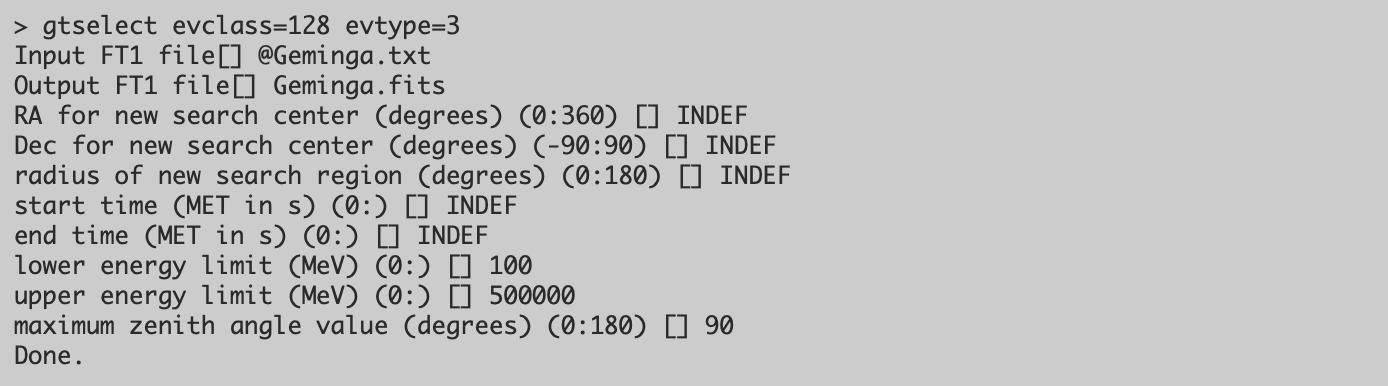 > gtselect evclass=128 evtype=3
Input FT1 file[] @Geminga.txt
Output FT1 file[] Geminga.fits
RA for new search center (degrees) (0:360) [] INDEF
Dec for new search center (degrees) (-90:90) [] INDEF
radius of new search region (degrees) (0:180) [] INDEF
start time (MET in s) (0:) [] INDEF
end time (MET in s) (0:) [] INDEF
lower energy limit (MeV) (0:) [] 100
upper energy limit (MeV) (0:) [] 500000
maximum zenith angle value (degrees) (0:180) [] 90
Done.